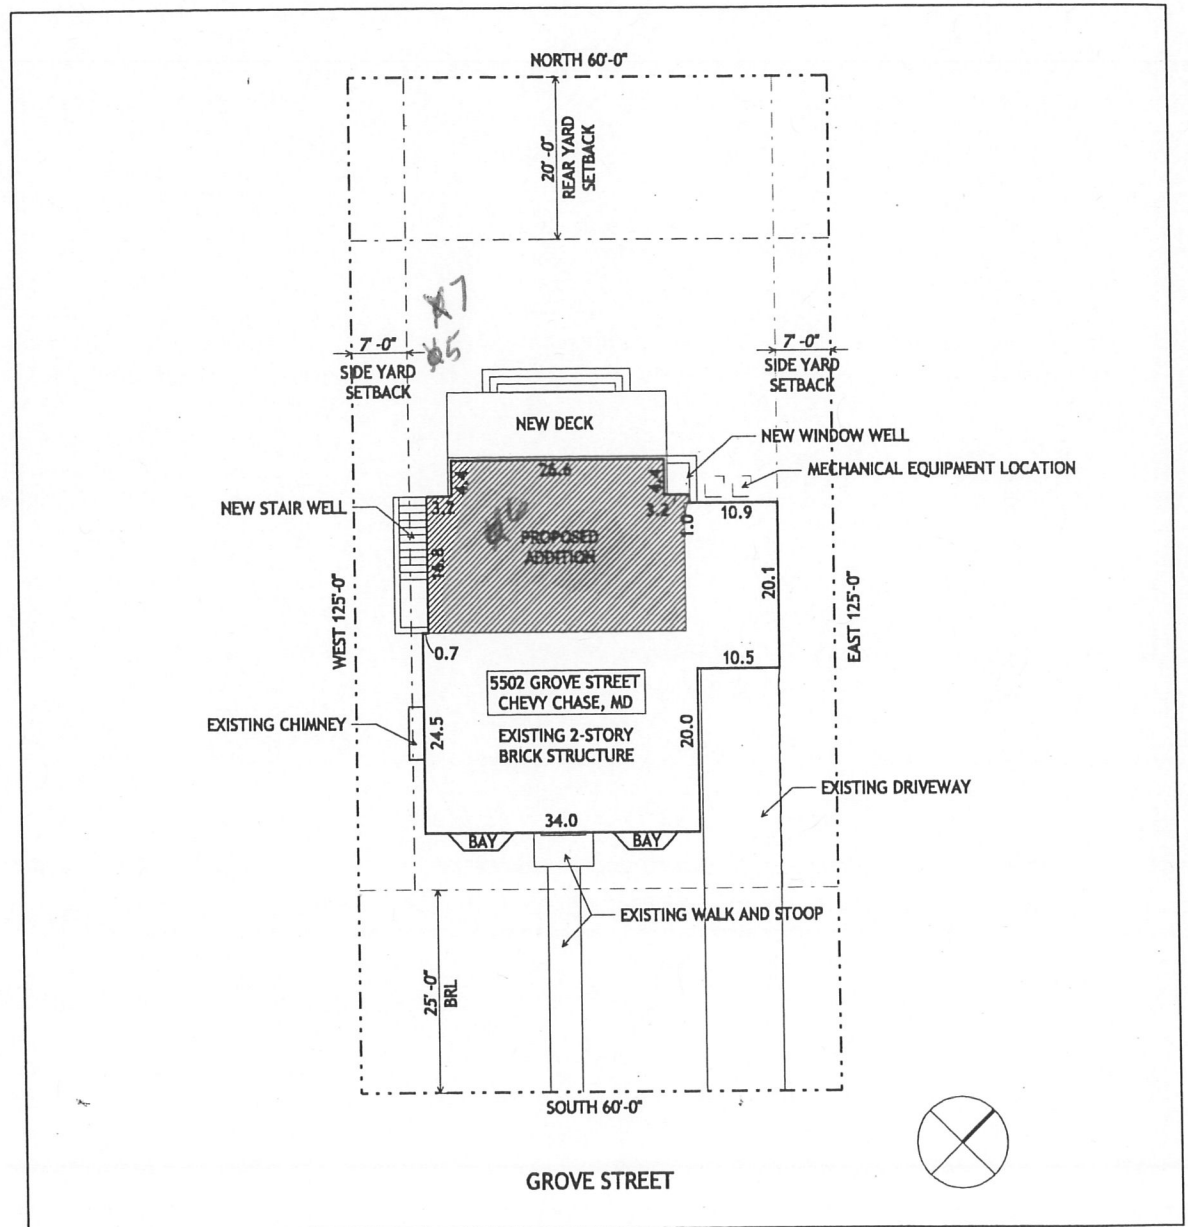 NORTH 60'-0"
20'-0"
REAR YARD
SETBACK
#7
#5
7'-0"
SIDE YARD
SETBACK
7'-0"
SIDE YARD
SETBACK
NEW DECK
NEW WINDOW WELL
MECHANICAL EQUIPMENT LOCATION
26.6
4.4
4.4
NEW STAIR WELL
3.2
3.2
1.0
10.9
#6
PROPOSED
ADDITION
16.8
20.1
WEST 125'-0"
EAST 125'-0"
0.7
10.5
5502 GROVE STREET
CHEVY CHASE, MD
EXISTING CHIMNEY
24.5
EXISTING 2-STORY
BRICK STRUCTURE
20.0
EXISTING DRIVEWAY
34.0
BAY
BAY
EXISTING WALK AND STOOP
25'-0"
BRL
SOUTH 60'-0"
GROVE STREET